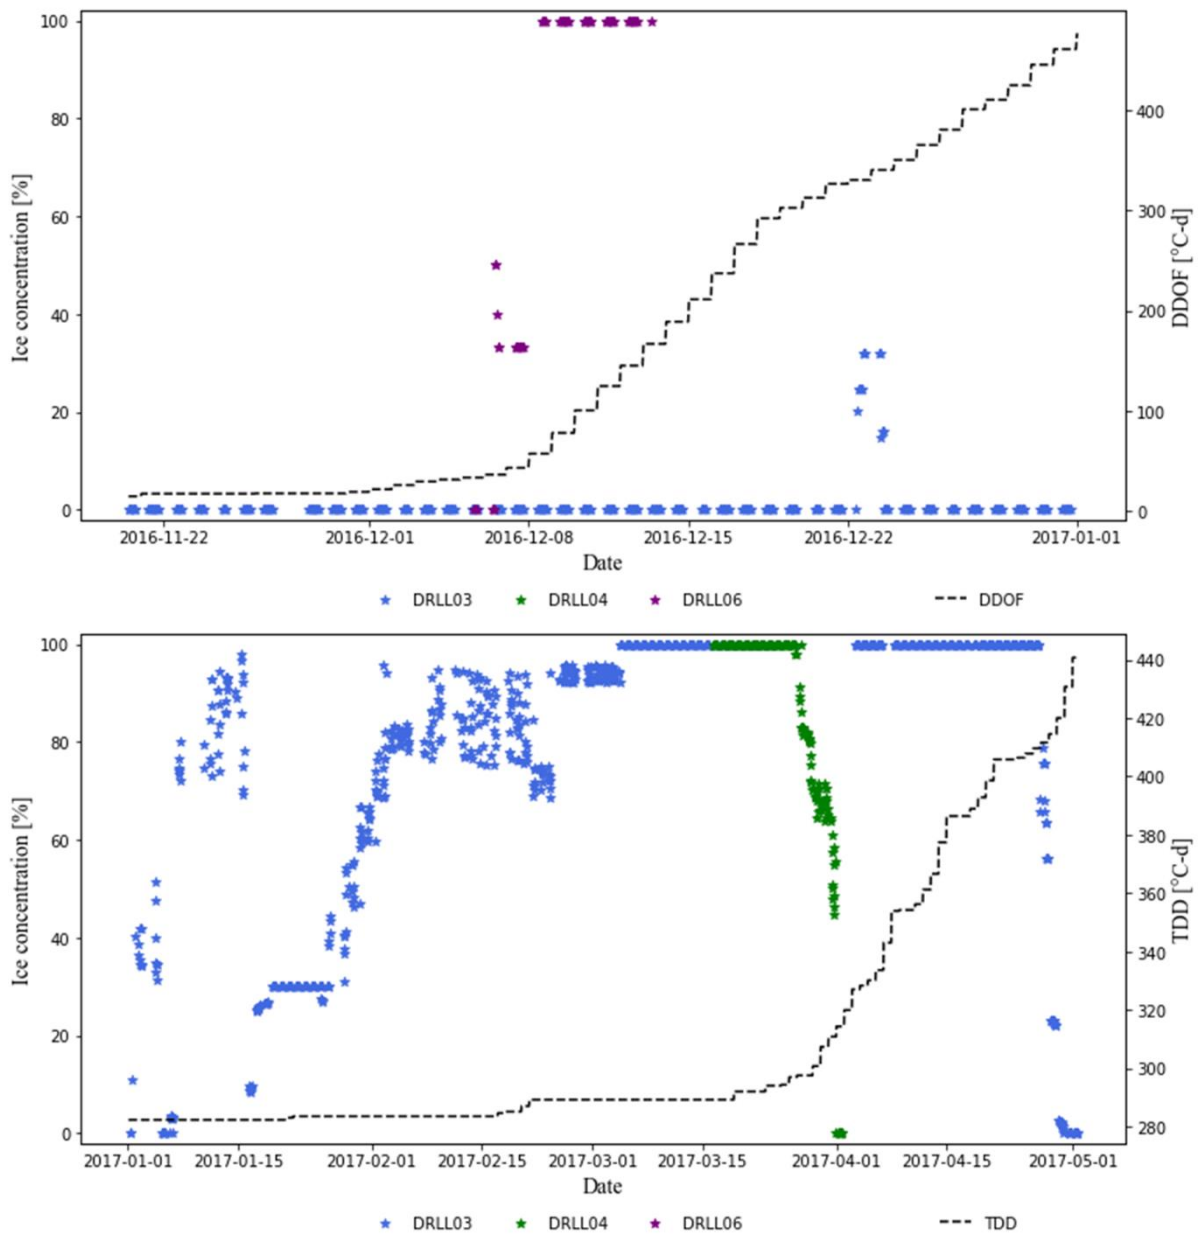 100
80
60
40
20
0
Ice concentration [%]
400
300
200
100
0
DDOF [°C-d]
2016-11-22 2016-12-01 2016-12-08 2016-12-15 2016-12-22 2017-01-01
Date
DRLL03 DRLL04 DRLL06 DDOF
100
80
60
40
20
0
Ice concentration [%]
440
420
400
380
360
340
320
300
280
TDD [°C-d]
2017-01-01 2017-01-15 2017-02-01 2017-02-15 2017-03-01 2017-03-15 2017-04-01 2017-04-15 2017-05-01
Date
DRLL03 DRLL04 DRLL06 TDD